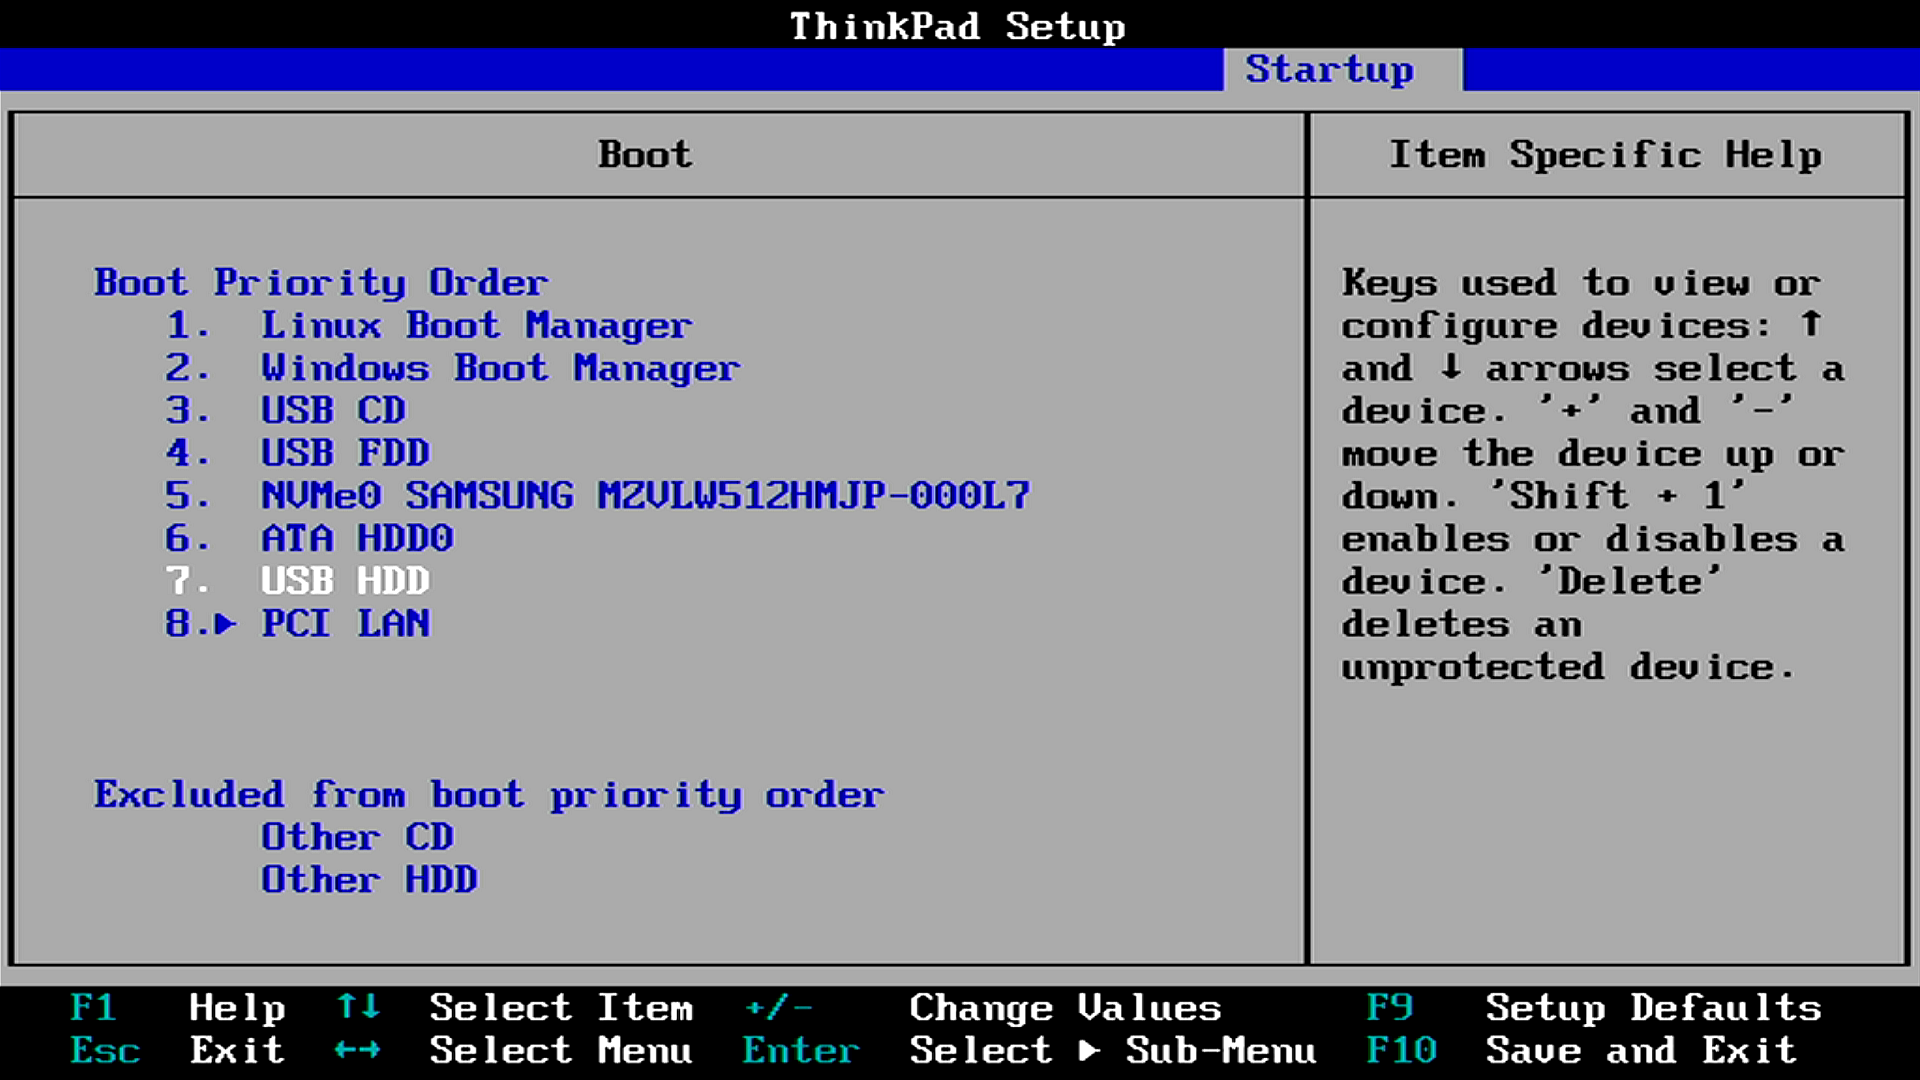 ThinkPad Setup
Startup
Boot
Item Specific Help
Boot Priority Order
1. Linux Boot Manager
2. Windows Boot Manager
3. USB CD
4. USB FDD
5. NVMe0 SAMSUNG MZVLW512HMJP-000L7
6. ATA HDD0
7. USB HDD
8.▶ PCI LAN
Excluded from boot priority order
Other CD
Other HDD
Keys used to view or
configure devices: ↑
and ↓ arrows select a
device. '+' and '-'
move the device up or
down. 'Shift + 1'
enables or disables a
device. 'Delete'
deletes an
unprotected device.
F1 Help ↑↓ Select Item +/- Change Values F9 Setup Defaults
Esc Exit ←→ Select Menu Enter Select ▶ Sub-Menu F10 Save and Exit